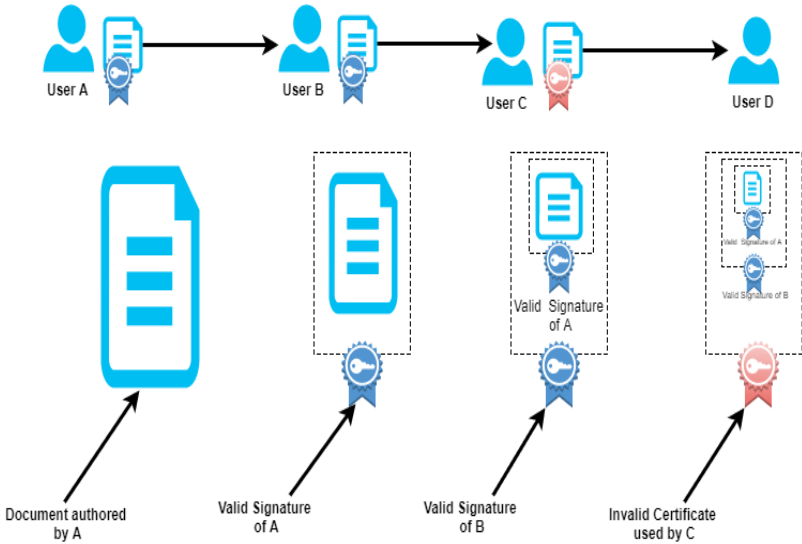 User A
User B
User C
User D
Valid Signature of A
Valid Signature of B
Valid Signature
of A
Document authored
by A
Valid Signature
of A
Valid Signature
of B
Invalid Certificate
used by C